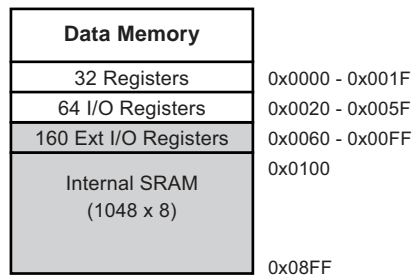 Data Memory
32 Registers 0x0000 - 0x001F
64 I/O Registers 0x0020 - 0x005F
160 Ext I/O Registers 0x0060 - 0x00FF
0x0100
Internal SRAM
(1048 x 8)
0x08FF